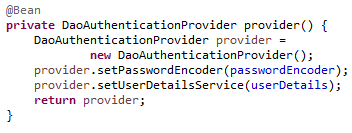 @Bean
private DaoAuthenticationProvider provider() {
    DaoAuthenticationProvider provider =
            new DaoAuthenticationProvider();
    provider.setPasswordEncoder(passwordEncoder);
    provider.setUserDetailsService(userDetails);
    return provider;
}